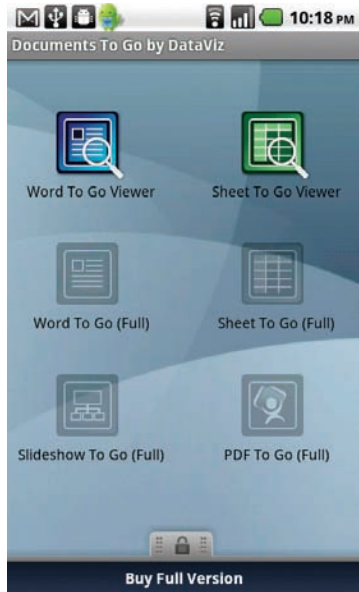 10:18 PM
Documents To Go by DataViz
Word To Go Viewer
Sheet To Go Viewer
Word To Go (Full)
Sheet To Go (Full)
Slideshow To Go (Full)
PDF To Go (Full)
Buy Full Version